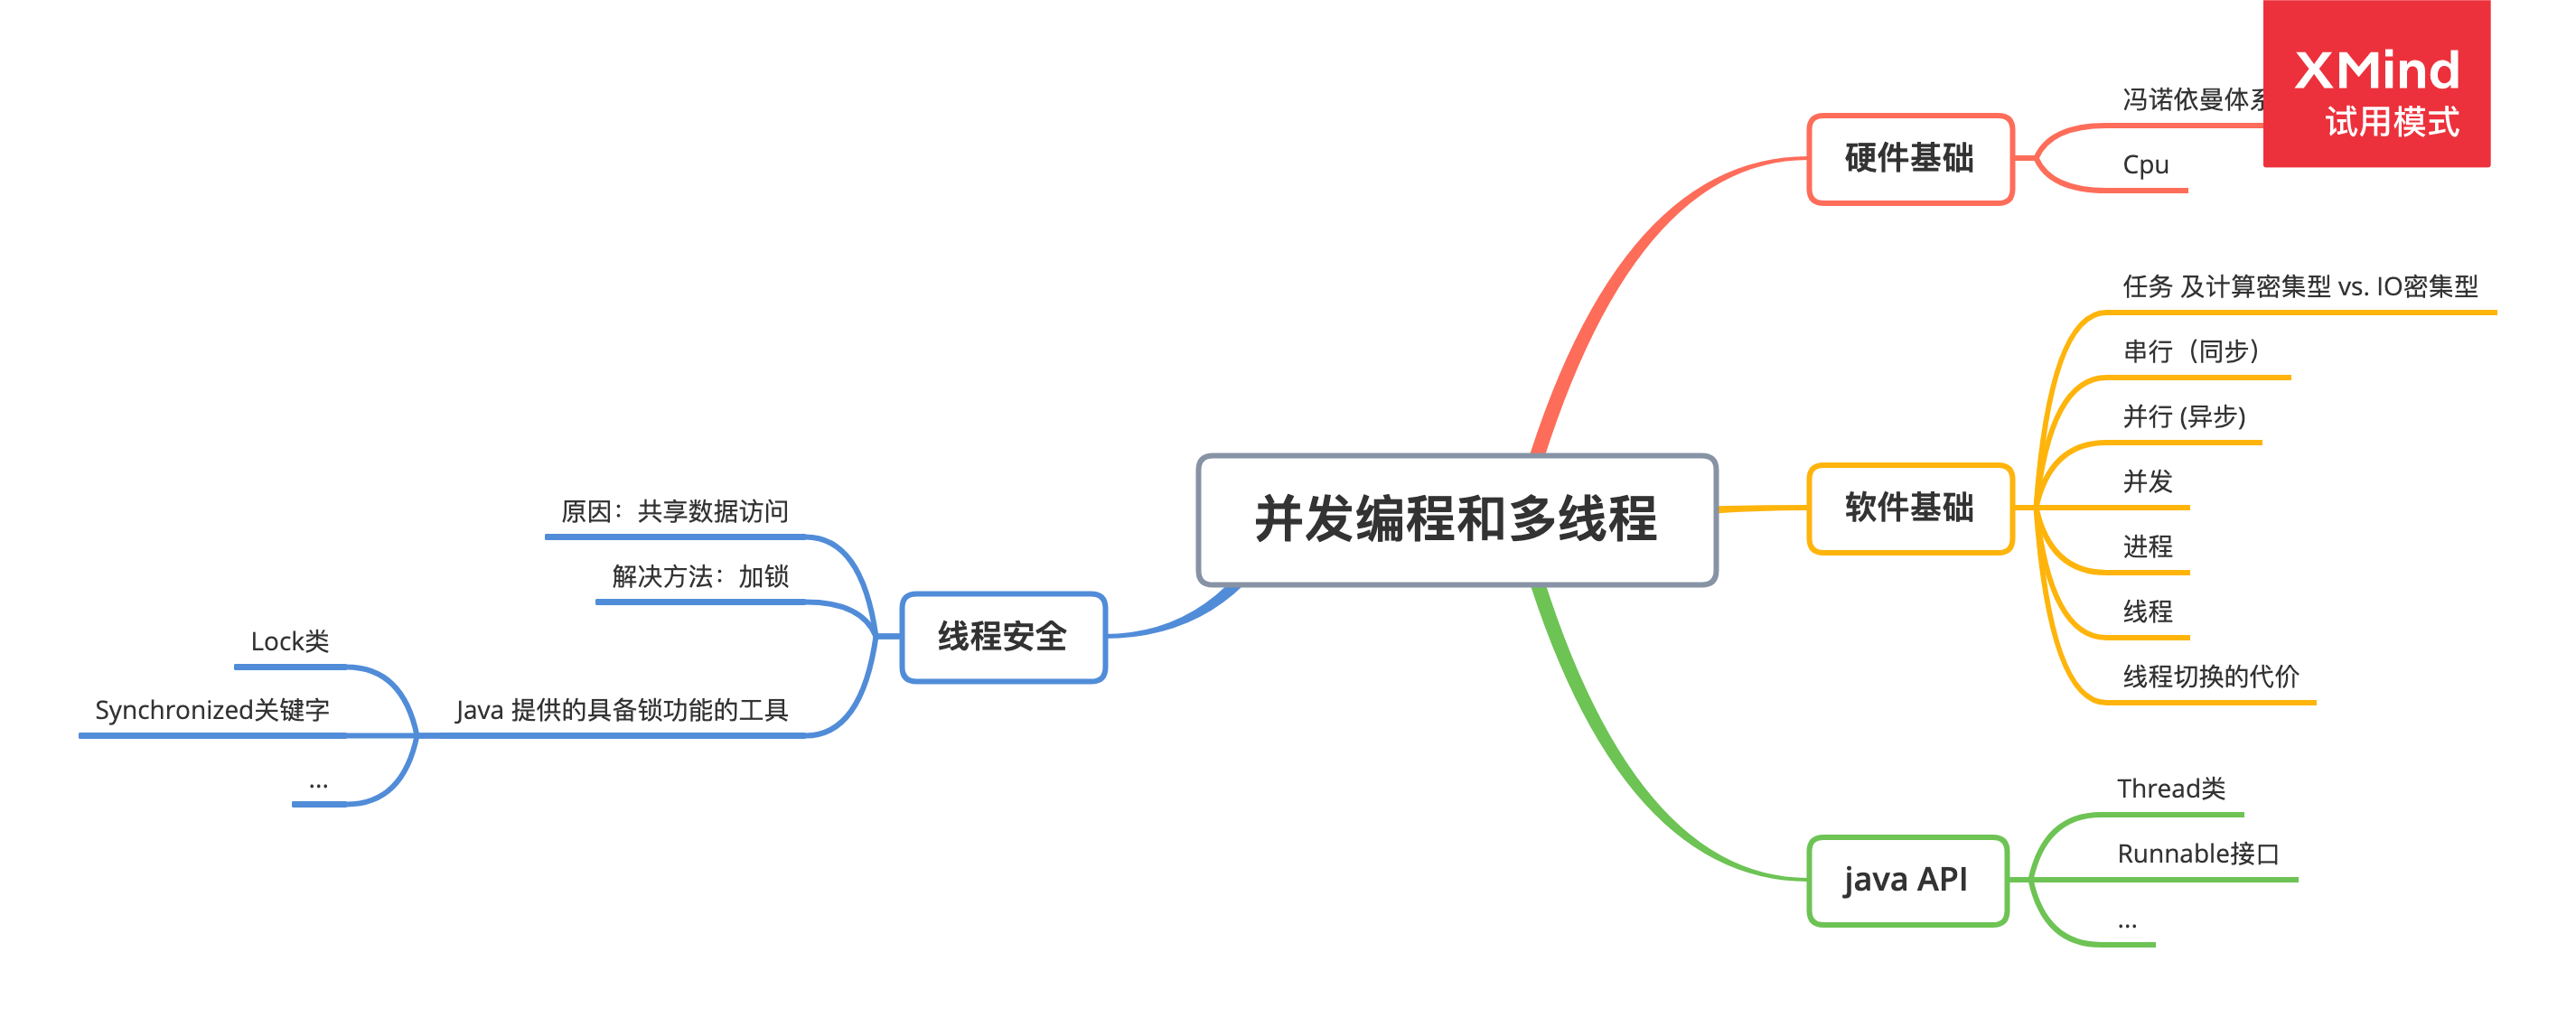 XMind
试用模式
冯诺依曼体系
硬件基础
Cpu
任务 及计算密集型 vs. IO密集型
串行（同步）
并行 (异步)
并发
软件基础
进程
线程
线程切换的代价
并发编程和多线程
Thread类
Runnable接口
java API
...
原因：共享数据访问
解决方法：加锁
线程安全
Lock类
Synchronized关键字
Java 提供的具备锁功能的工具
...